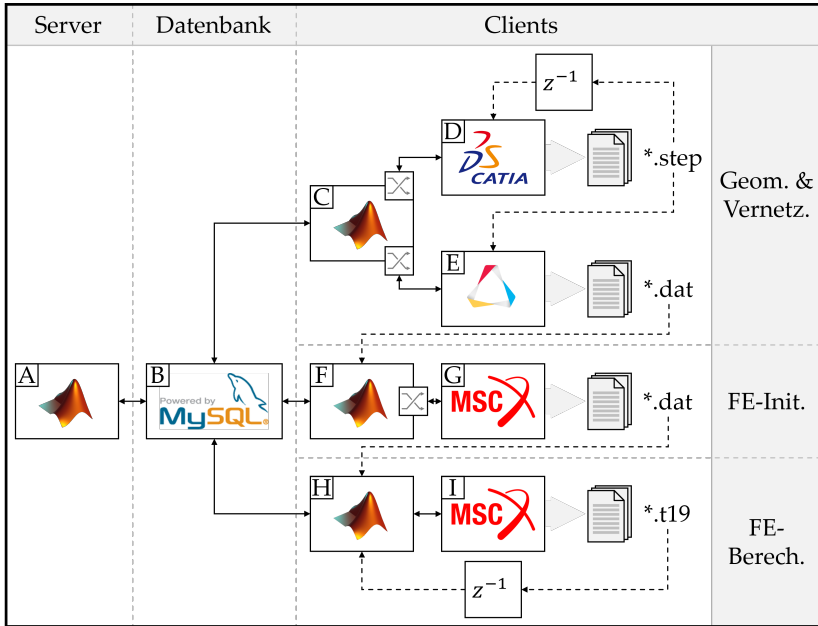 Server
Datenbank
Clients
z⁻¹
D
CATIA
*.step
Geom. &
Vernetz.
C
E
*.dat
A
B
Powered by
MySQL®
F
G
MSC
*.dat
FE-Init.
H
I
MSC
*.t19
FE-
Berech.
z⁻¹